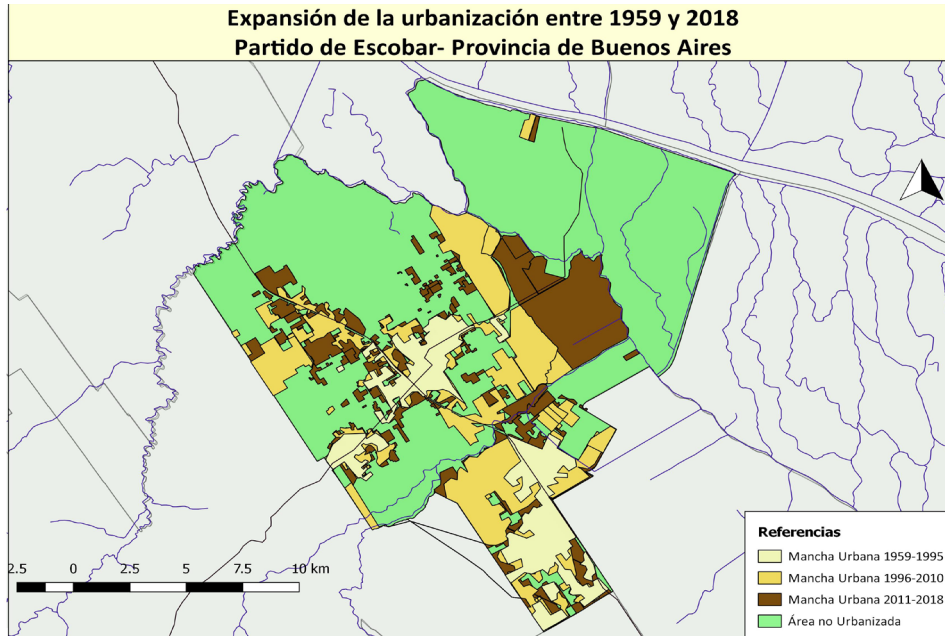 Expansión de la urbanización entre 1959 y 2018
Partido de Escobar- Provincia de Buenos Aires
2.5 0 2.5 5 7.5 10 km
Referencias
Mancha Urbana 1959-1995
Mancha Urbana 1996-2010
Mancha Urbana 2011-2018
Área no Urbanizada